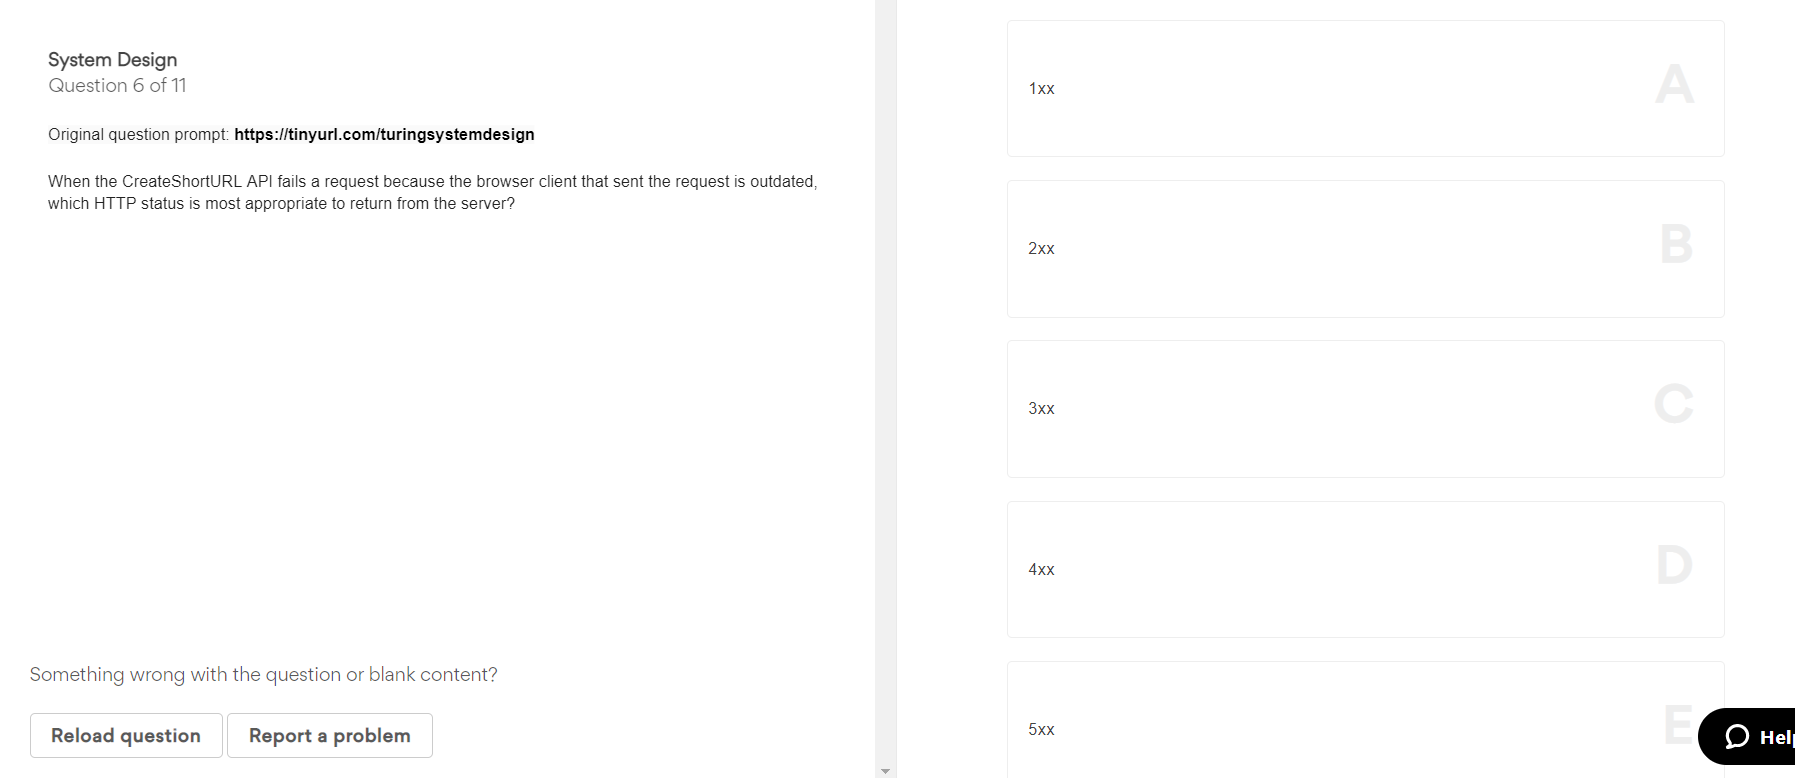 System Design
Question 6 of 11
Original question prompt: https://tinyurl.com/turingsystemdesign
When the CreateShortURL API fails a request because the browser client that sent the request is outdated,
which HTTP status is most appropriate to return from the server?
Something wrong with the question or blank content?
Reload question
Report a problem
1xx
A
2xx
B
3xx
C
4xx
D
5xx
E